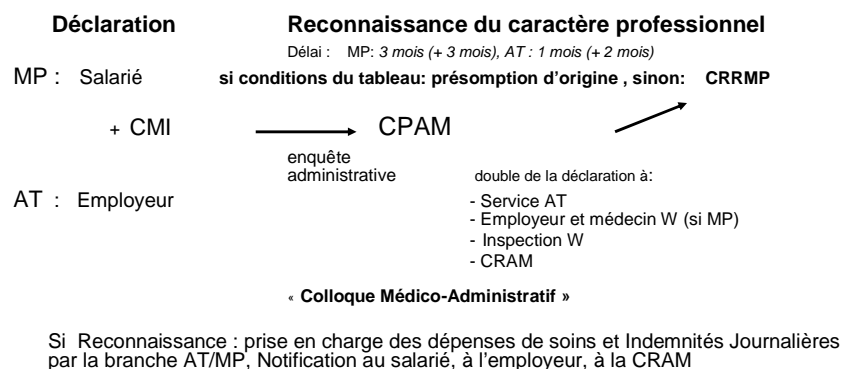 Déclaration Reconnaissance du caractère professionnel
Délai : MP: 3 mois (+ 3 mois), AT : 1 mois (+ 2 mois)
MP : Salarié si conditions du tableau: présomption d'origine , sinon: CRRMP
+ CMI CPAM
enquête
administrative
double de la déclaration à:
AT : Employeur
- Service AT
- Employeur et médecin W (si MP)
- Inspection W
- CRAM
« Colloque Médico-Administratif »
Si Reconnaissance : prise en charge des dépenses de soins et Indemnités Journalières
par la branche AT/MP, Notification au salarié, à l'employeur, à la CRAM